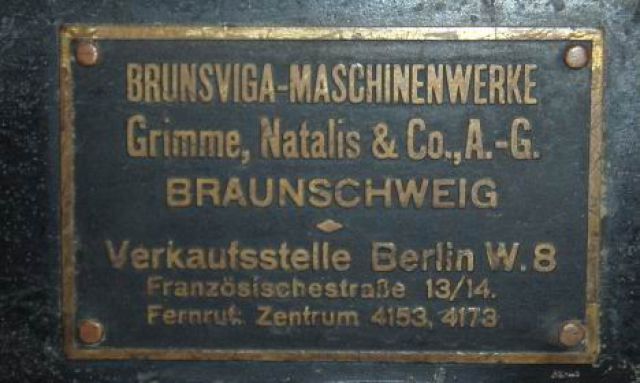 BRUNSVIGA-MASCHINENWERKE
Grimme, Natalis & Co., A.-G.
BRAUNSCHWEIG
Verkaufsstelle Berlin W.8
Französischestraße 13/14.
Fernruf: Zentrum 4153, 4173